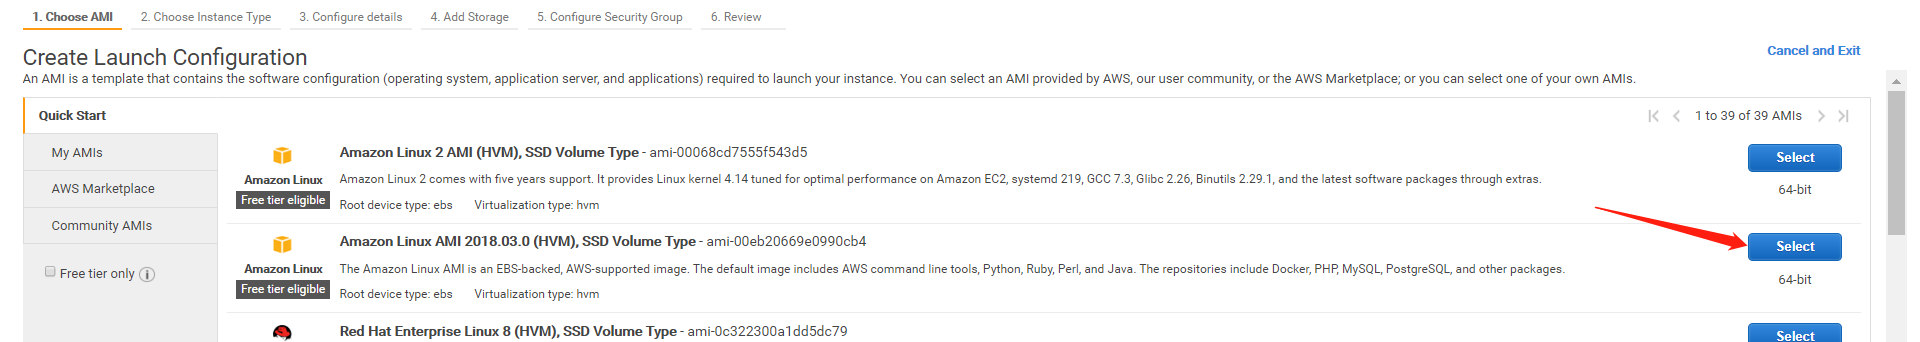 1. Choose AMI 2. Choose Instance Type 3. Configure details 4. Add Storage 5. Configure Security Group 6. Review
Create Launch Configuration
Cancel and Exit
An AMI is a template that contains the software configuration (operating system, application server, and applications) required to launch your instance. You can select an AMI provided by AWS, our user community, or the AWS Marketplace; or you can select one of your own AMIs.
Quick Start
My AMIs
AWS Marketplace
Community AMIs
Free tier only
1 to 39 of 39 AMIs
Amazon Linux
Free tier eligible
Amazon Linux 2 AMI (HVM), SSD Volume Type - ami-00068cd7555f543d5
Amazon Linux 2 comes with five years support. It provides Linux kernel 4.14 tuned for optimal performance on Amazon EC2, systemd 219, GCC 7.3, Glibc 2.26, Binutils 2.29.1, and the latest software packages through extras.
Root device type: ebs Virtualization type: hvm
Select
64-bit
Amazon Linux
Free tier eligible
Amazon Linux AMI 2018.03.0 (HVM), SSD Volume Type - ami-00eb20669e0990cb4
The Amazon Linux AMI is an EBS-backed, AWS-supported image. The default image includes AWS command line tools, Python, Ruby, Perl, and Java. The repositories include Docker, PHP, MySQL, PostgreSQL, and other packages.
Root device type: ebs Virtualization type: hvm
Select
64-bit
Red Hat Enterprise Linux 8 (HVM), SSD Volume Type - ami-0c322300a1dd5dc79
Select